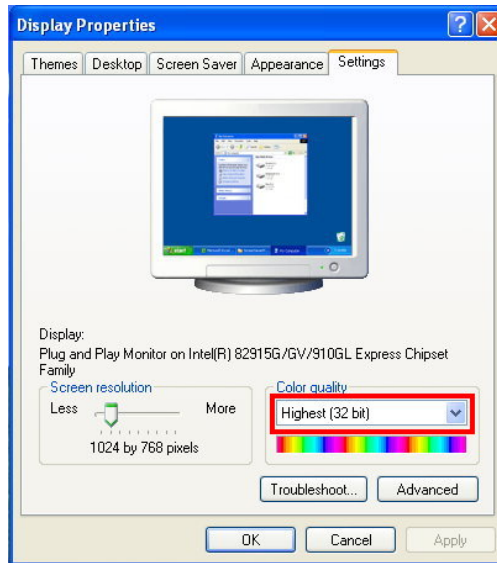 Display Properties
Themes Desktop Screen Saver Appearance Settings
Display:
Plug and Play Monitor on Intel(R) 82915G/GV/910GL Express Chipset
Family
Screen resolution
Less More
1024 by 768 pixels
Color quality
Highest (32 bit)
Troubleshoot... Advanced
OK Cancel Apply